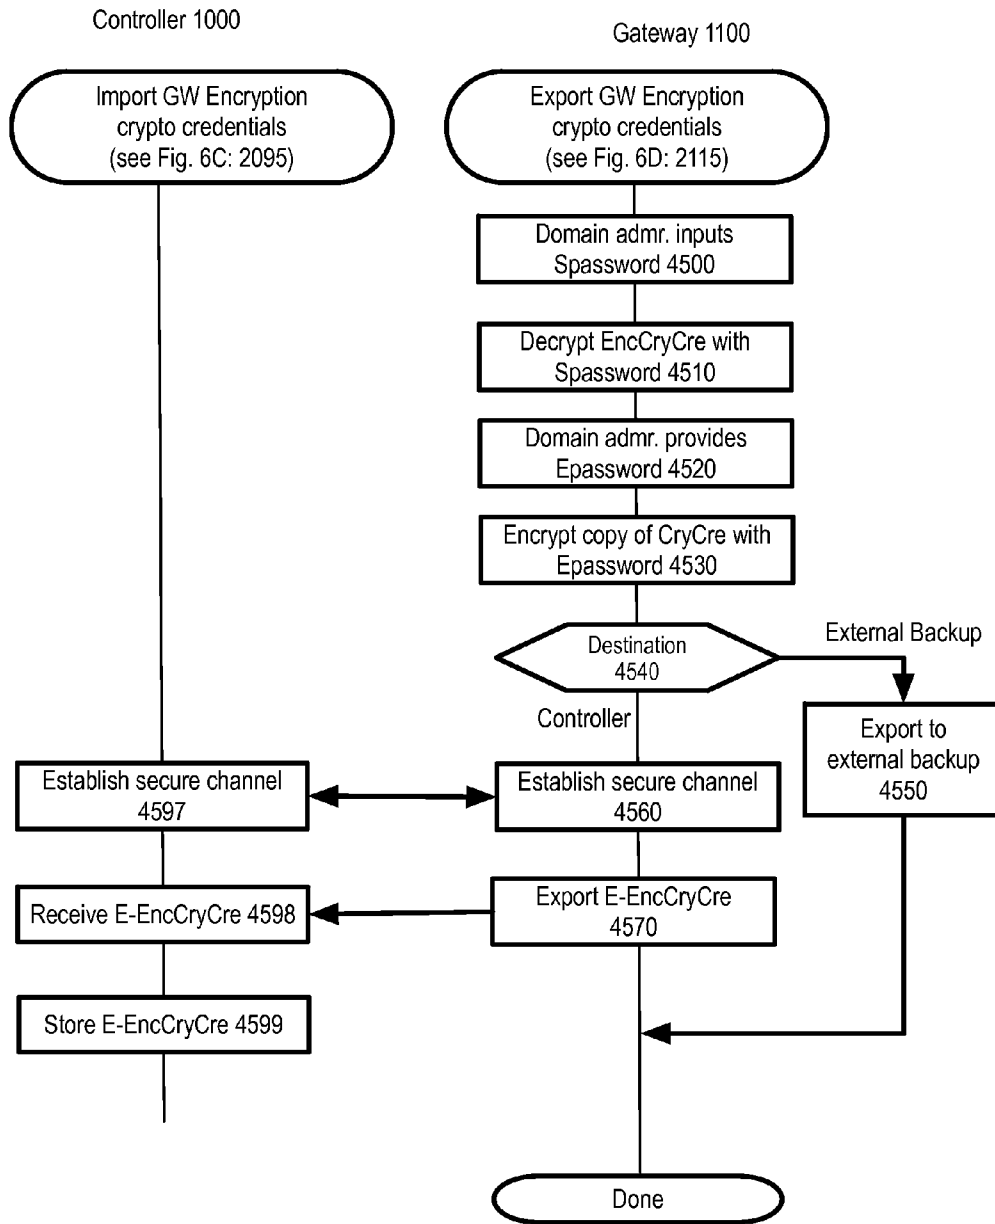 Controller 1000
Gateway 1100
Import GW Encryption
crypto credentials
(see Fig. 6C: 2095)
Export GW Encryption
crypto credentials
(see Fig. 6D: 2115)
Domain admr. inputs
Spassword 4500
Decrypt EncCryCre with
Spassword 4510
Domain admr. provides
Epassword 4520
Encrypt copy of CryCre with
Epassword 4530
Destination
4540
External Backup
Controller
Export to
external backup
4550
Establish secure channel
4597
Establish secure channel
4560
Receive E-EncCryCre 4598
Export E-EncCryCre
4570
Store E-EncCryCre 4599
Done